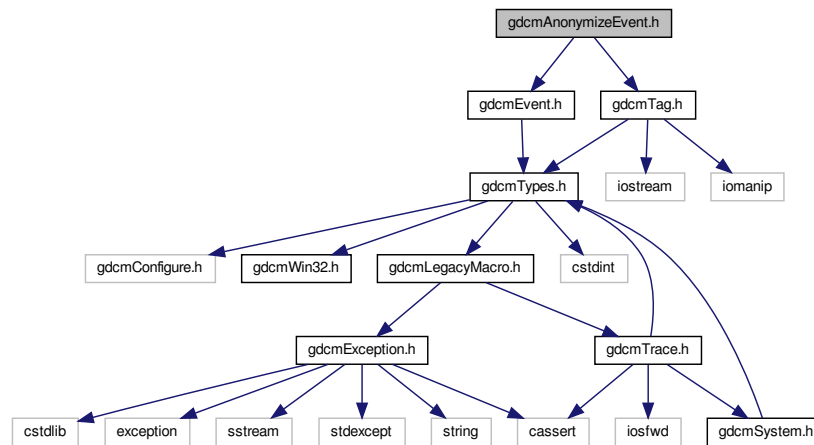 gdcmAnonymizeEvent.h
gdcmEvent.h
gdcmTag.h
gdcmTypes.h
iostream
iomanip
gdcmConfigure.h
gdcmWin32.h
gdcmLegacyMacro.h
cstdint
gdcmException.h
gdcmTrace.h
cstdlib
exception
sstream
stdexcept
string
cassert
iosfwd
gdcmSystem.h